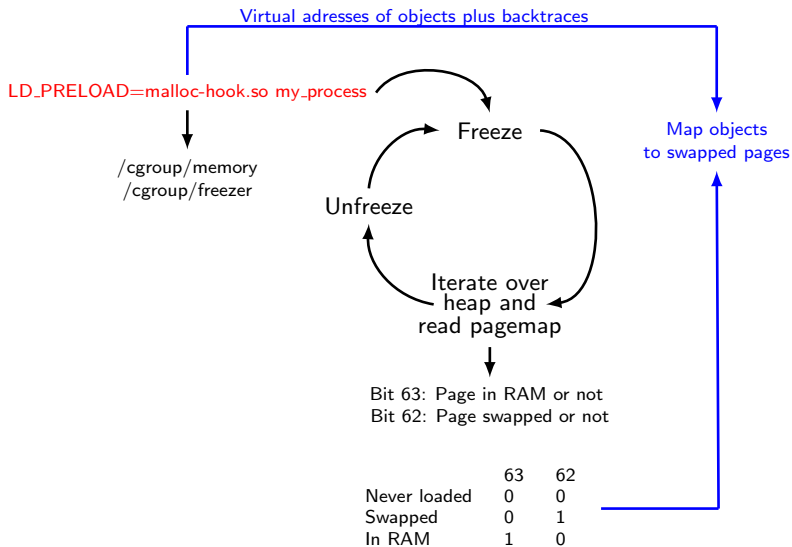 Virtual adresses of objects plus backtraces
LD_PRELOAD=malloc-hook.so my_process
/cgroup/memory
/cgroup/freezer
Freeze
Map objects
to swapped pages
Unfreeze
Iterate over
heap and
read pagemap
Bit 63: Page in RAM or not
Bit 62: Page swapped or not
63 62
Never loaded 0 0
Swapped 0 1
In RAM 1 0